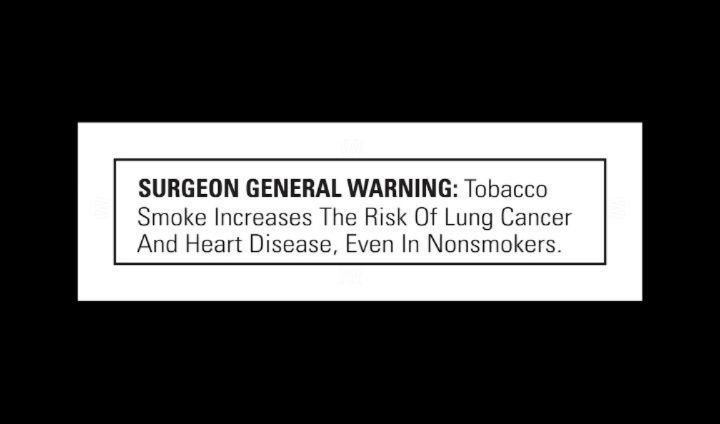 SURGEON GENERAL WARNING: Tobacco
Smoke Increases The Risk Of Lung Cancer
And Heart Disease, Even In Nonsmokers.